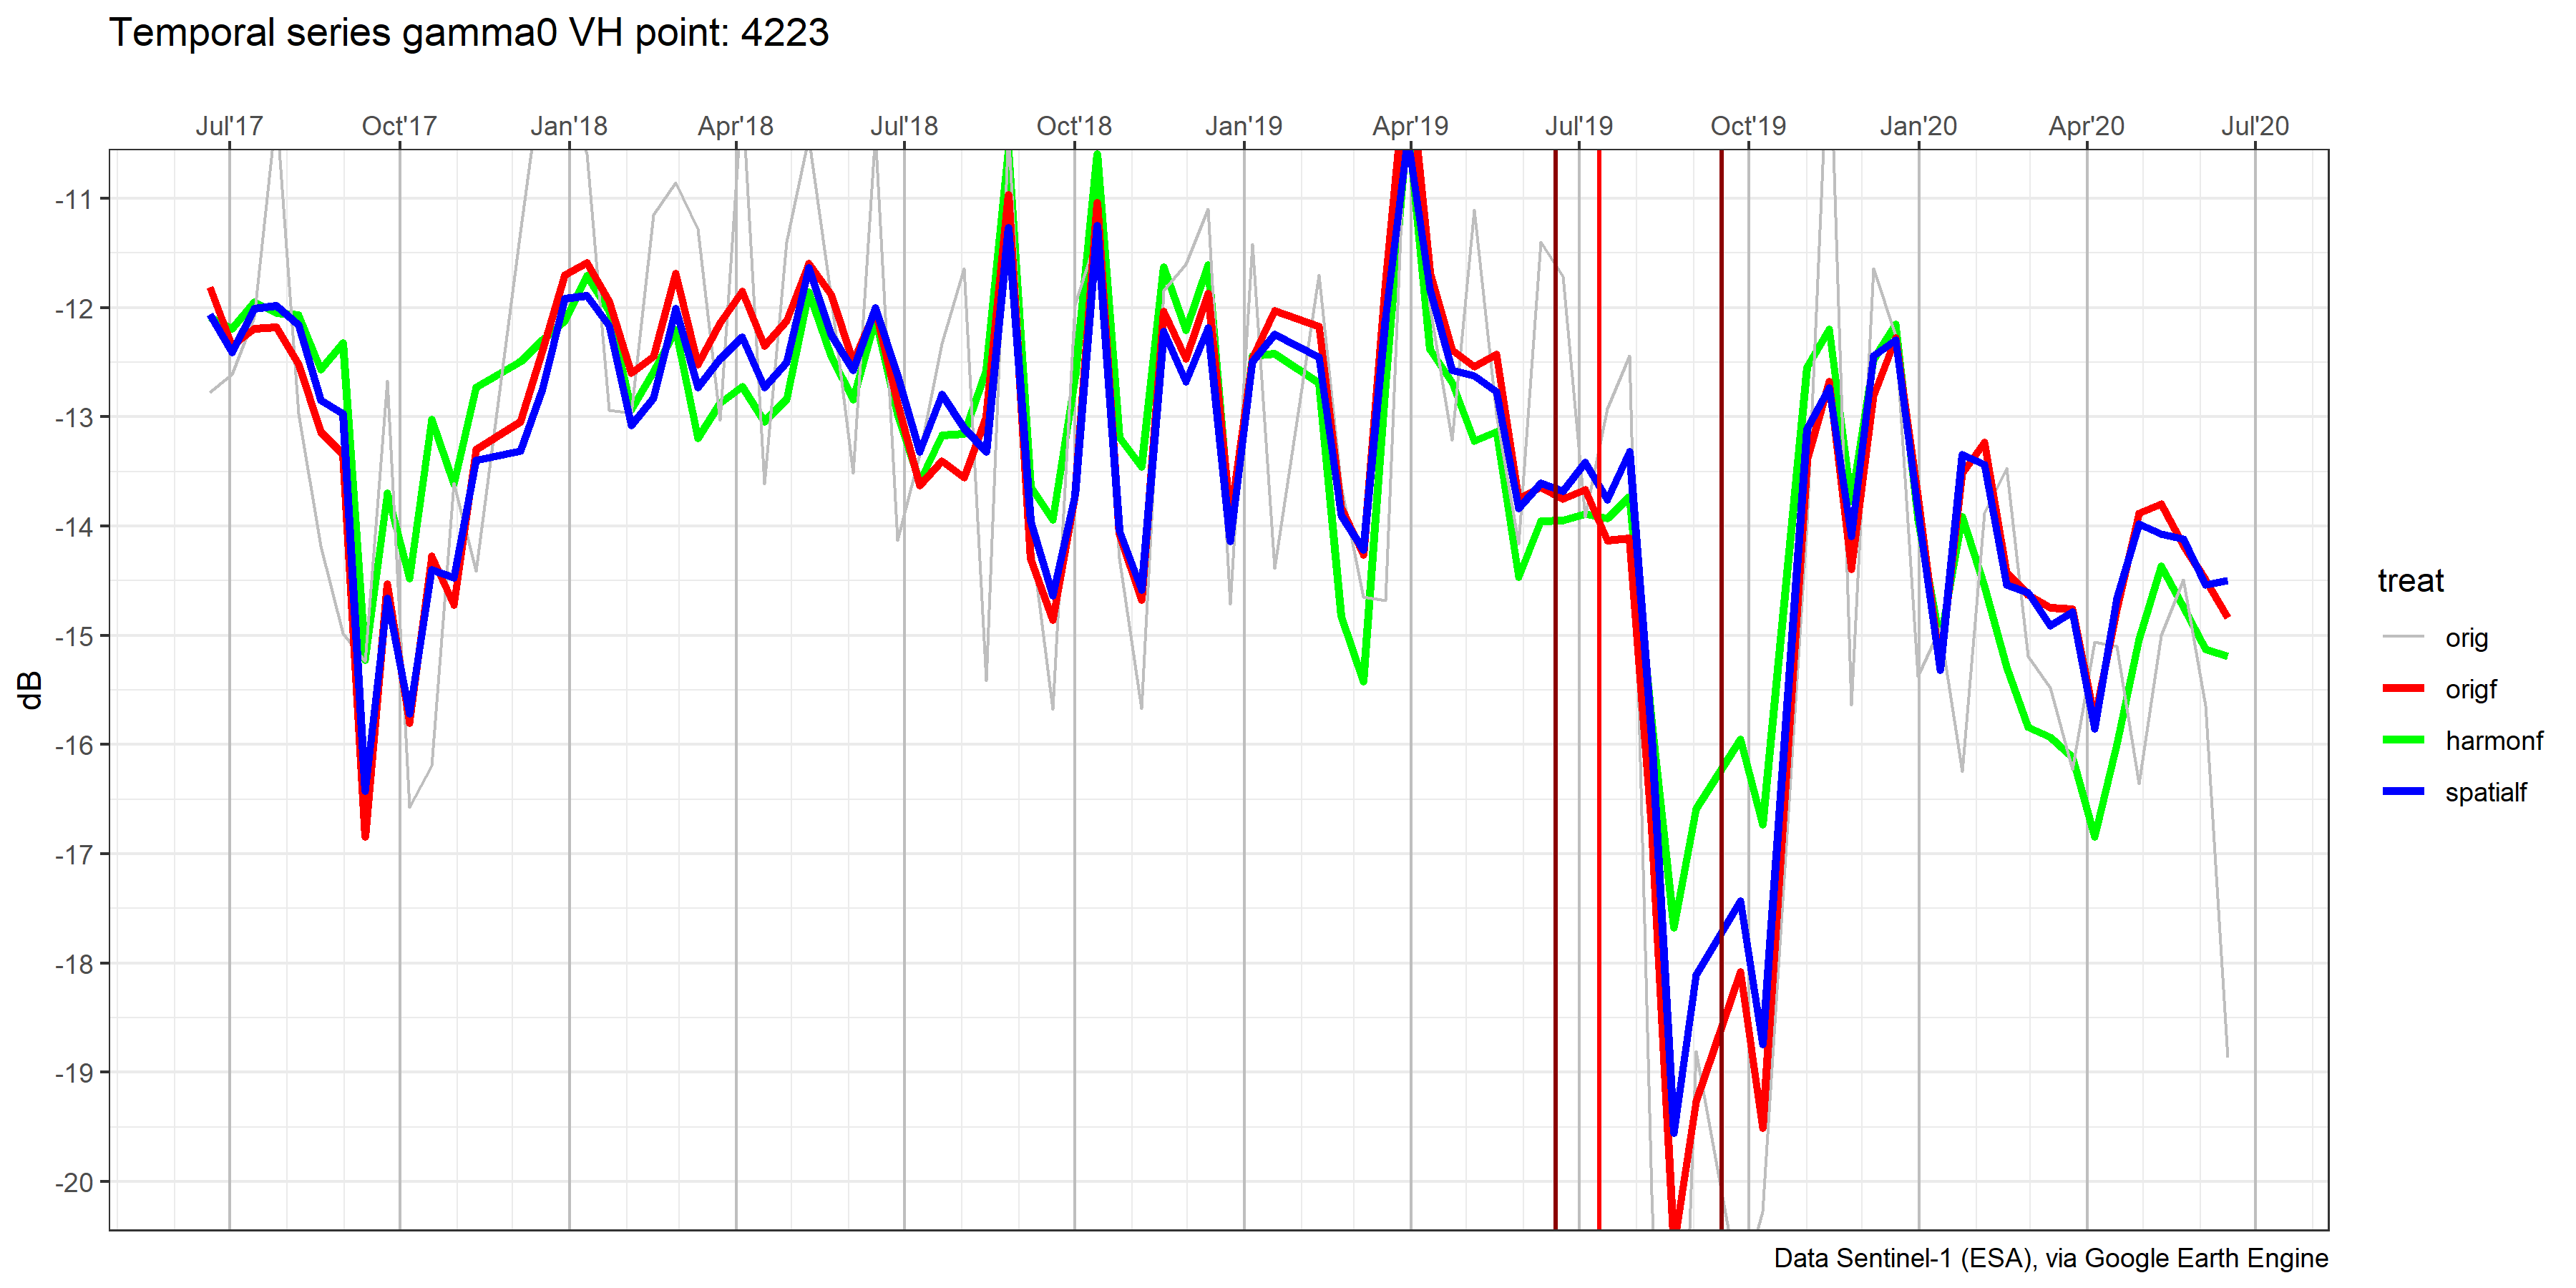 Temporal series gamma0 VH point: 4223
Jul'17 Oct'17 Jan'18 Apr'18 Jul'18 Oct'18 Jan'19 Apr'19 Jul'19 Oct'19 Jan'20 Apr'20 Jul'20
-11
-12
-13
-14
-15
-16
-17
-18
-19
-20
dB
treat
orig
origf
harmonf
spatialf
Data Sentinel-1 (ESA), via Google Earth Engine